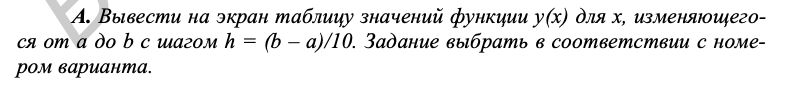 А. Вывести на экран таблицу значений функции y(x) для x, изменяющего-
ся от a до b с шагом h = (b – a)/10. Задание выбрать в соответствии с номе-
ром варианта.